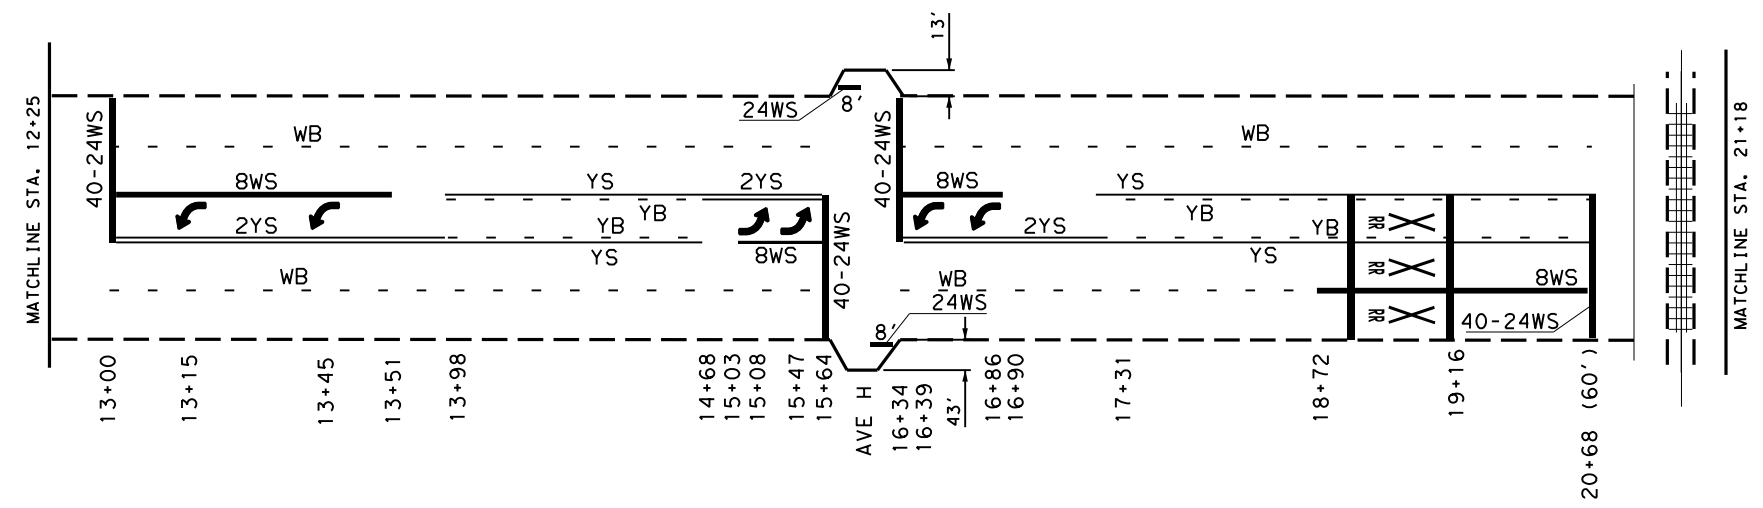 MATCHLINE STA. 12+25
40-24WS
WB
8WS
2YS
WB
YS
2YS
YB
YB
YS
8WS
24WS
8'
13'
40-24WS
40-24WS
WB
8WS
YS
2YS
YB
YB
YS
WB
24WS
8'
RR
RR
RR
8WS
40-24WS
MATCHLINE STA. 21+18
13+00
13+15
13+45
13+51
13+98
14+68
15+03
15+08
15+47
15+64
AVE H
16+34
16+39
43'
16+86
16+90
17+31
18+72
19+16
20+68 (60')